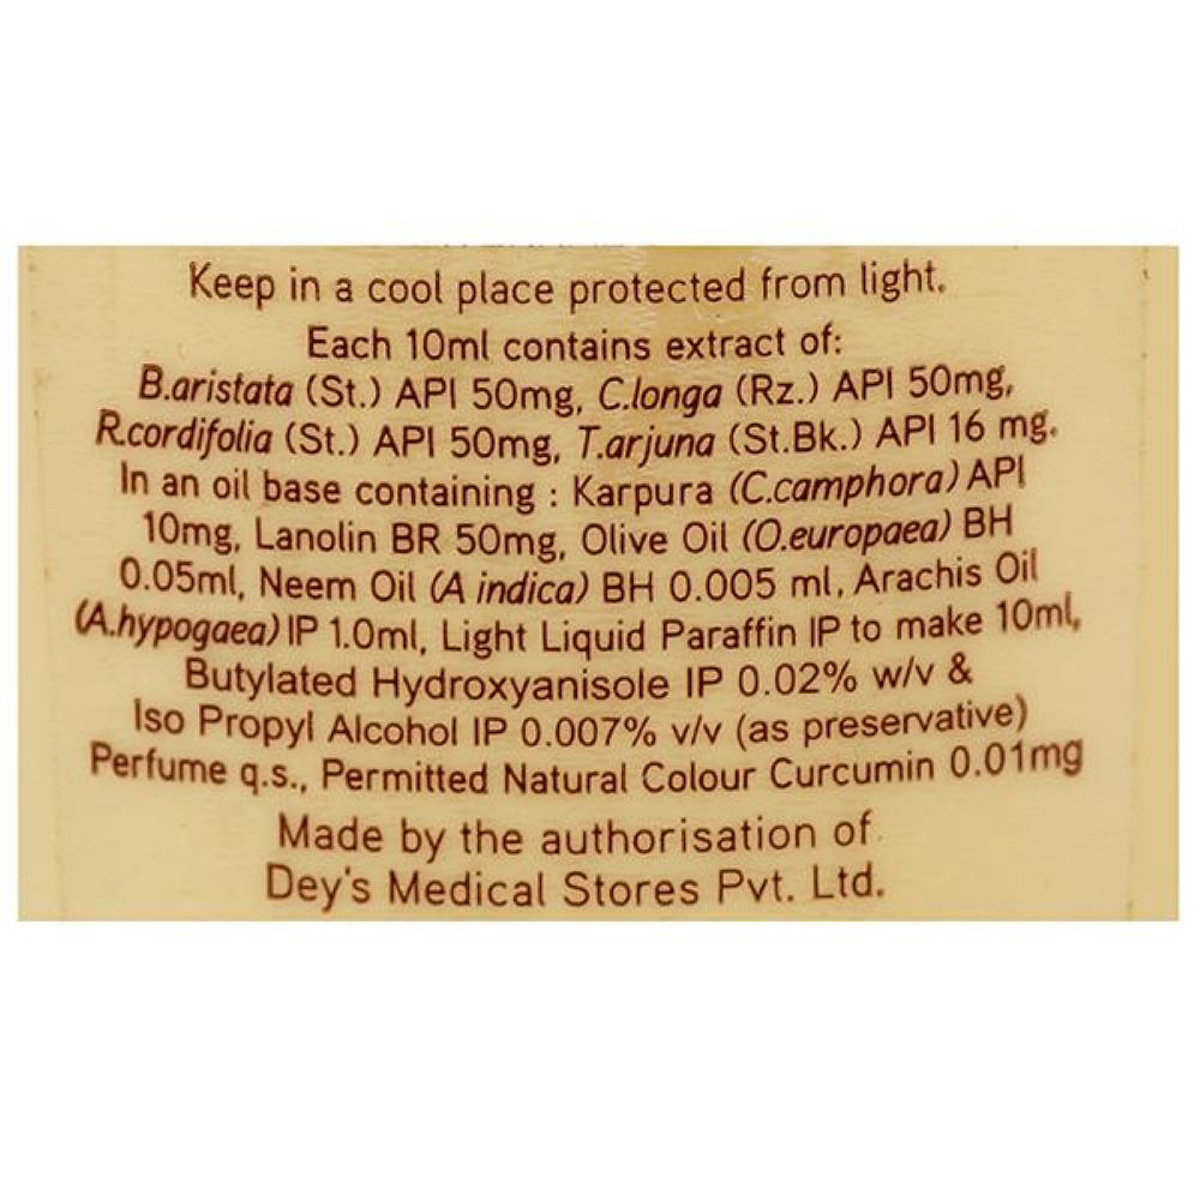 Keep in a cool place protected from light.
Each 10ml contains extract of:
B.aristata (St.) API 50mg, C.longa (Rz.) API 50mg,
R.cordifolia (St.) API 50mg, T.arjuna (St.Bk.) API 16 mg.
In an oil base containing : Karpura (C.camphora) API
10mg, Lanolin BR 50mg, Olive Oil (O.europaea) BH
0.05ml, Neem Oil (A indica) BH 0.005 ml, Arachis Oil
(A.hypogaea) IP 1.0ml, Light Liquid Paraffin IP to make 10ml,
Butylated Hydroxyanisole IP 0.02% w/v &
Iso Propyl Alcohol IP 0.007% v/v (as preservative)
Perfume q.s., Permitted Natural Colour Curcumin 0.01mg
Made by the authorisation of
Dey's Medical Stores Pvt. Ltd.